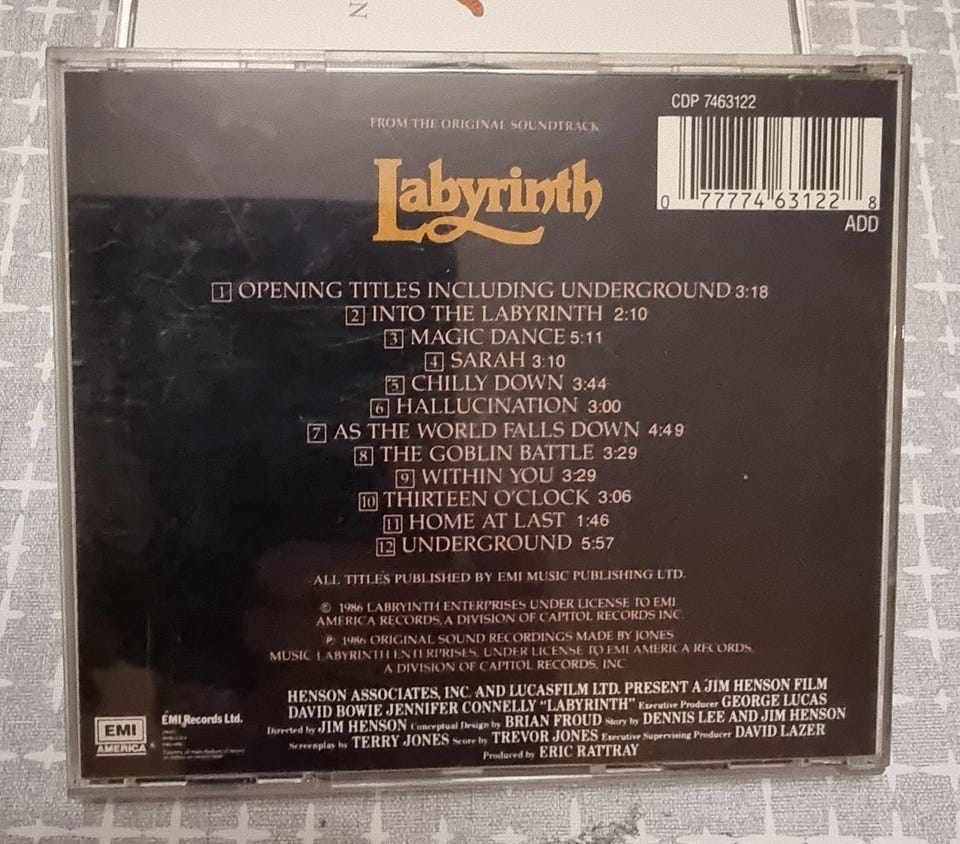 N
CDP 7463122
FROM THE ORIGINAL SOUNDTRACK
Labyrinth
0 77774 63122 8
ADD
1 OPENING TITLES INCLUDING UNDERGROUND 3:18
2 INTO THE LABYRINTH 2:10
3 MAGIC DANCE 5:11
4 SARAH 3:10
5 CHILLY DOWN 3:44
6 HALLUCINATION 3:00
7 AS THE WORLD FALLS DOWN 4:49
8 THE GOBLIN BATTLE 3:29
9 WITHIN YOU 3:29
10 THIRTEEN O'CLOCK 3:06
11 HOME AT LAST 1:46
12 UNDERGROUND 5:57
ALL TITLES PUBLISHED BY EMI MUSIC PUBLISHING LTD.
© 1986 LABRYINTH ENTERPRISES UNDER LICENSE TO EMI
AMERICA RECORDS, A DIVISION OF CAPITOL RECORDS INC.
℗ 1986 ORIGINAL SOUND RECORDINGS MADE BY JONES
MUSIC LABYRINTH ENTERPRISES, UNDER LICENSE TO EMI AMERICA RECORDS,
A DIVISION OF CAPITOL RECORDS, INC
HENSON ASSOCIATES, INC. AND LUCASFILM LTD. PRESENT A JIM HENSON FILM
DAVID BOWIE JENNIFER CONNELLY "LABYRINTH" Executive Producer GEORGE LUCAS
Directed by JIM HENSON Conceptual Design by BRIAN FROUD Story by DENNIS LEE AND JIM HENSON
Screenplay by TERRY JONES Score by TREVOR JONES Executive Supervising Producer DAVID LAZER
Produced by ERIC RATTRAY
EMI
AMERICA
EMI Records Ltd.